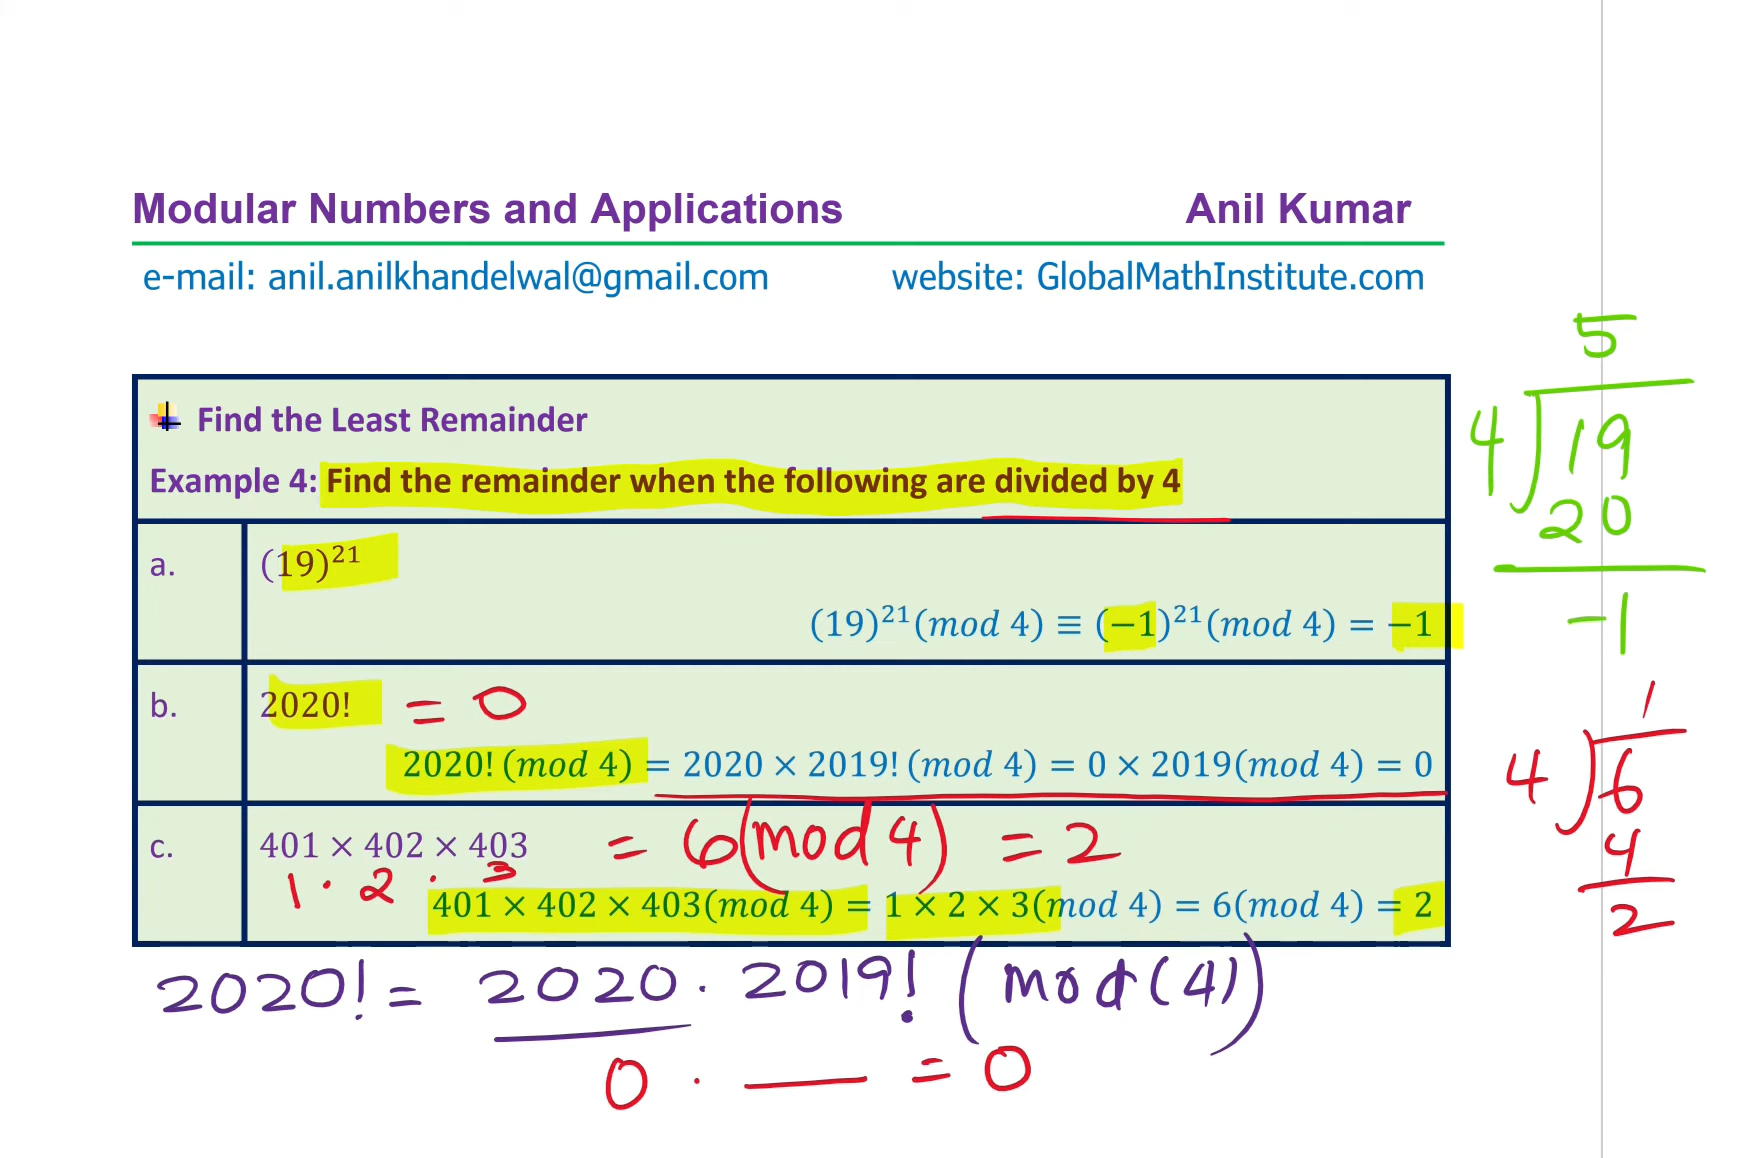 Modular Numbers and Applications Anil Kumar
e-mail: anil.anilkhandelwal@gmail.com website: GlobalMathInstitute.com
Find the Least Remainder
Example 4: Find the remainder when the following are divided by 4
a. (19)²¹
(19)²¹(mod 4) ≡ (−1)²¹(mod 4) = −1
b. 2020! = 0
2020! (mod 4) = 2020 × 2019! (mod 4) = 0 × 2019(mod 4) = 0
c. 401 × 402 × 403 = 6(mod 4) = 2
1 · 2 · 3
401 × 402 × 403(mod 4) = 1 × 2 × 3(mod 4) = 6(mod 4) = 2
2020! = 2020 · 2019! (mod(4))
0 · — = 0
5
4 19
20
−1
1
4 6
4
2